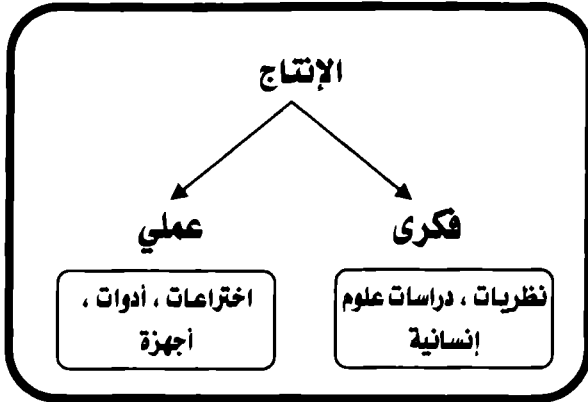 الإنتاج
فكرى
عملي
نظريات ، دراسات علوم
إنسانية
اختراعات ، أدوات ،
أجهزة